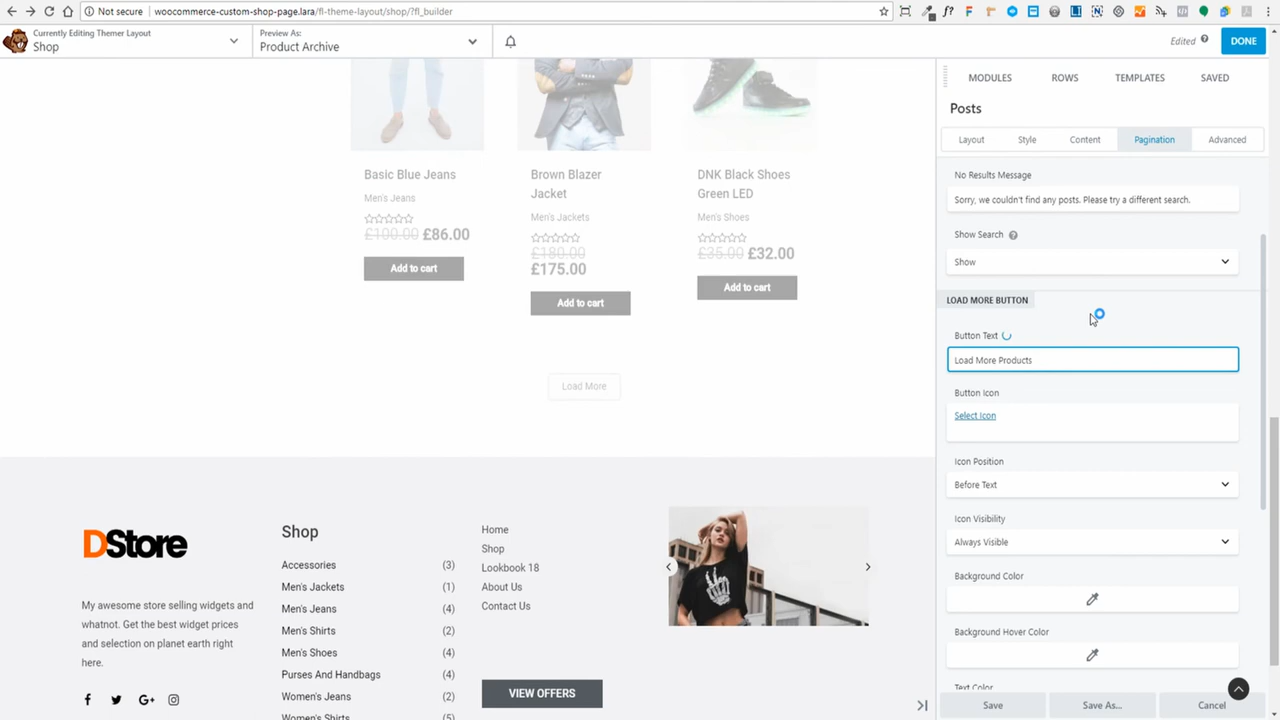 Not secure | woocommerce-custom-shop-page.lara/fl-theme-layout/shop/?fl_builder
Currently Editing Themer Layout
Shop
Preview As:
Product Archive
Edited
DONE
MODULES
ROWS
TEMPLATES
SAVED
Posts
Layout
Style
Content
Pagination
Advanced
No Results Message
Sorry, we couldn't find any posts. Please try a different search.
Show Search
Show
LOAD MORE BUTTON
Button Text
Load More Products
Button Icon
Select Icon
Icon Position
Before Text
Icon Visibility
Always Visible
Background Color
Background Hover Color
Text Color
Save
Save As...
Cancel
Basic Blue Jeans
Men's Jeans
£100.00 £86.00
Add to cart
Brown Blazer
Jacket
Men's Jackets
£180.00
£175.00
Add to cart
DNK Black Shoes
Green LED
Men's Shoes
£35.00 £32.00
Add to cart
Load More
DStore
My awesome store selling widgets and
whatnot. Get the best widget prices
and selection on planet earth right
here.
Shop
Accessories (3)
Men's Jackets (1)
Men's Jeans (4)
Men's Shirts (2)
Men's Shoes (4)
Purses And Handbags (4)
Women's Jeans (2)
Women's Shirts (5)
Home
Shop
Lookbook 18
About Us
Contact Us
VIEW OFFERS